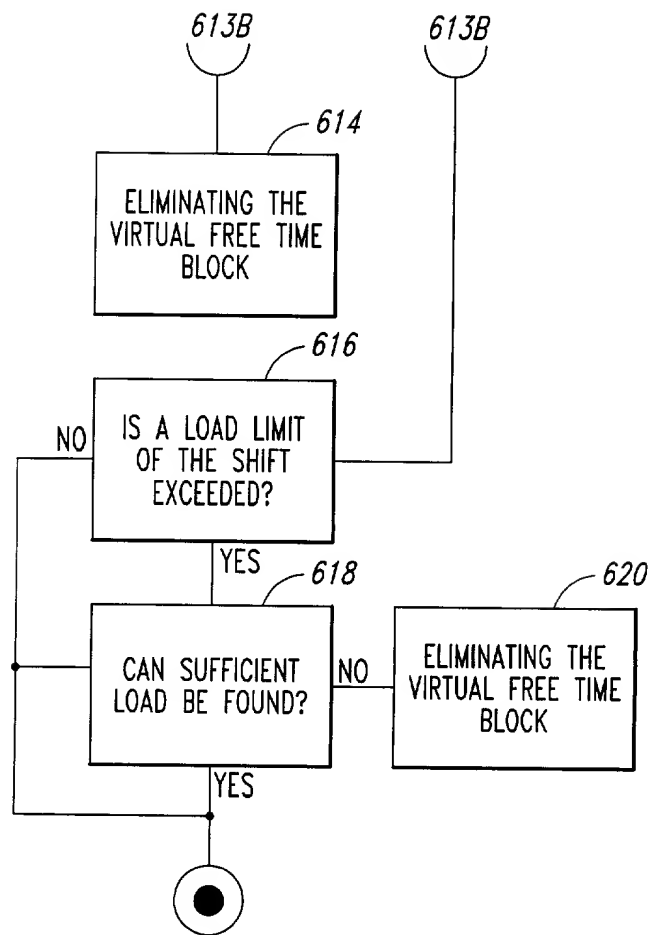 613B
613B
614
ELIMINATING THE
VIRTUAL FREE TIME
BLOCK
616
NO
IS A LOAD LIMIT
OF THE SHIFT
EXCEEDED?
YES
618
620
CAN SUFFICIENT
LOAD BE FOUND?
NO
ELIMINATING THE
VIRTUAL FREE TIME
BLOCK
YES